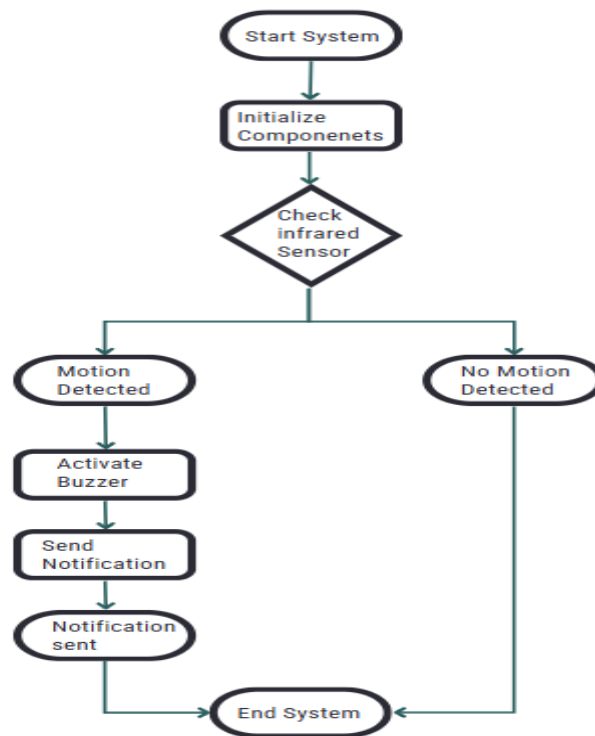 Start System
Initialize
Componenets
Check
infrared
Sensor
Motion
Detected
No Motion
Detected
Activate
Buzzer
Send
Notification
Notification
sent
End System